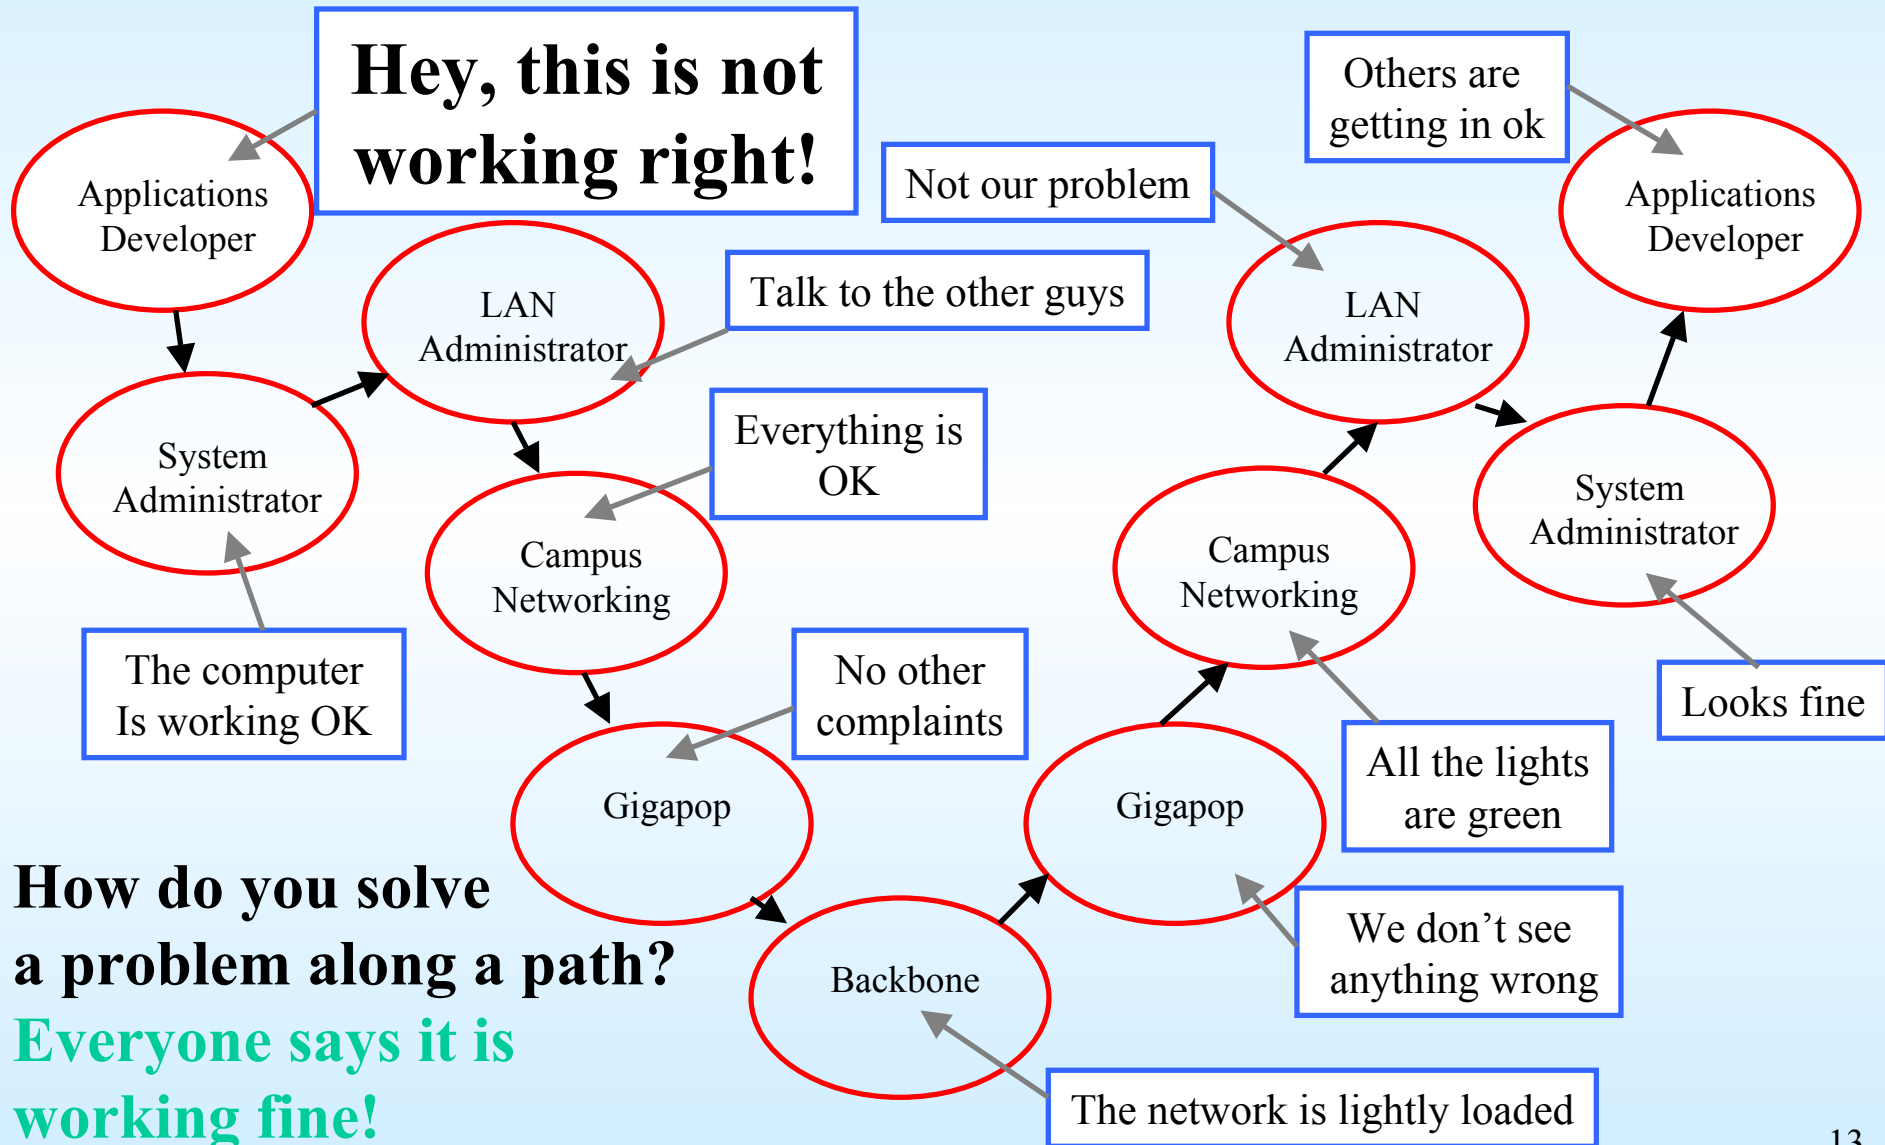 Hey, this is not
working right!
Others are
getting in ok
Not our problem
Applications
Developer
Applications
Developer
Talk to the other guys
LAN
Administrator
LAN
Administrator
Everything is
OK
System
Administrator
System
Administrator
Campus
Networking
Campus
Networking
The computer
Is working OK
No other
complaints
Looks fine
All the lights
are green
Gigapop
Gigapop
How do you solve
a problem along a path?
Everyone says it is
working fine!
We don’t see
anything wrong
Backbone
The network is lightly loaded
13